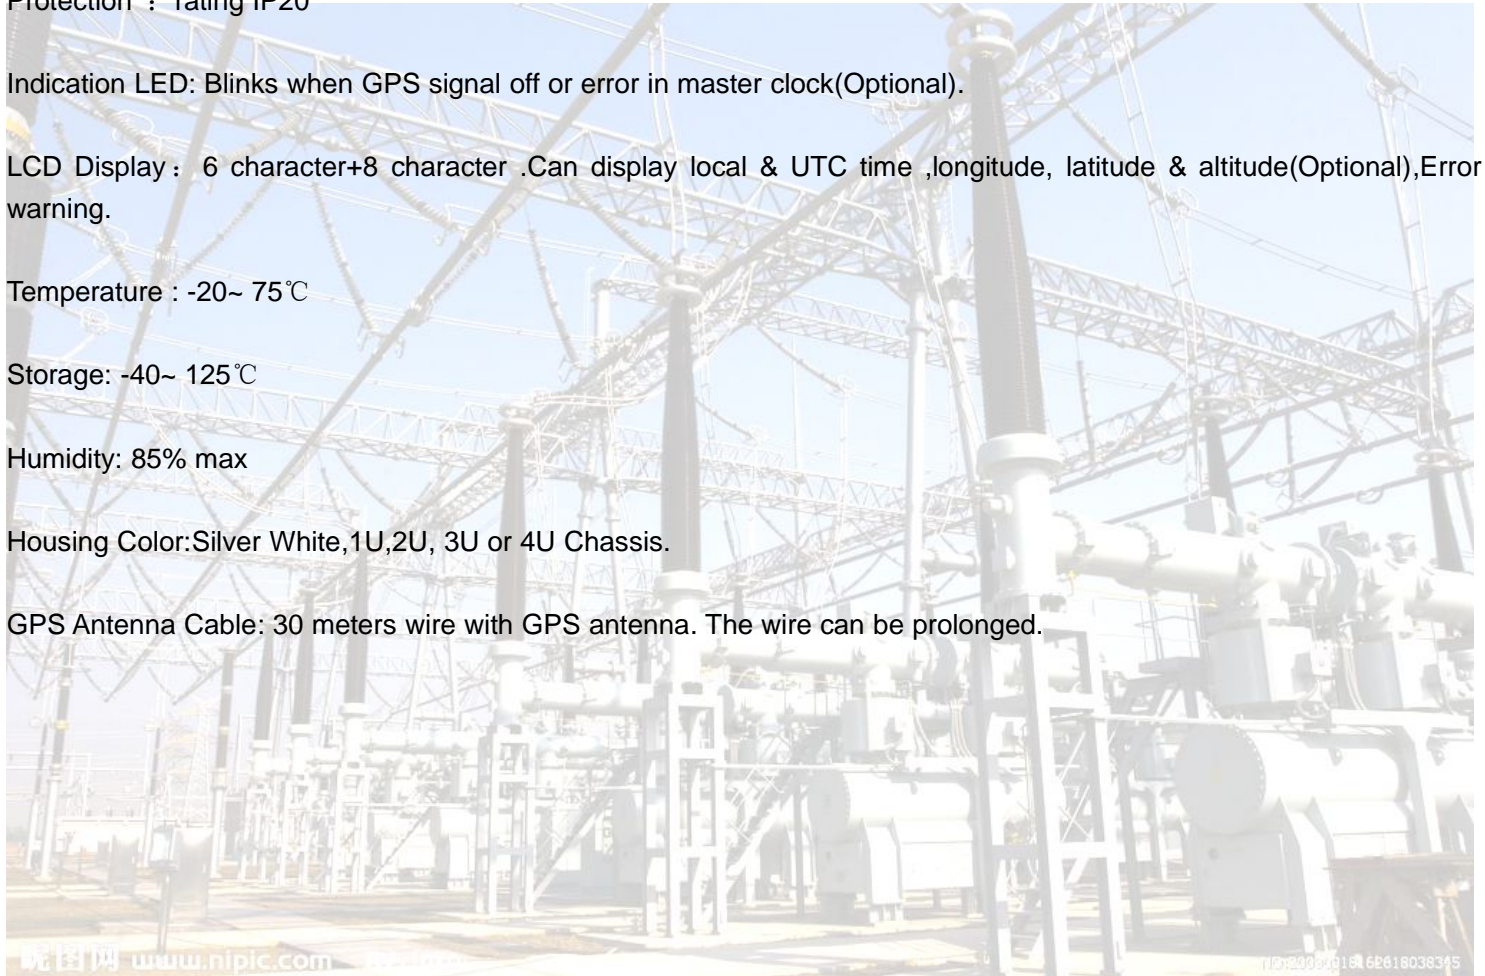 Protection ：rating IP20
Indication LED: Blinks when GPS signal off or error in master clock(Optional).
LCD Display：6 character+8 character .Can display local & UTC time ,longitude, latitude & altitude(Optional),Error
warning.
Temperature : -20~ 75℃
Storage: -40~ 125℃
Humidity: 85% max
Housing Color:Silver White,1U,2U, 3U or 4U Chassis.
GPS Antenna Cable: 30 meters wire with GPS antenna. The wire can be prolonged.
昵图网 www.nipic.com